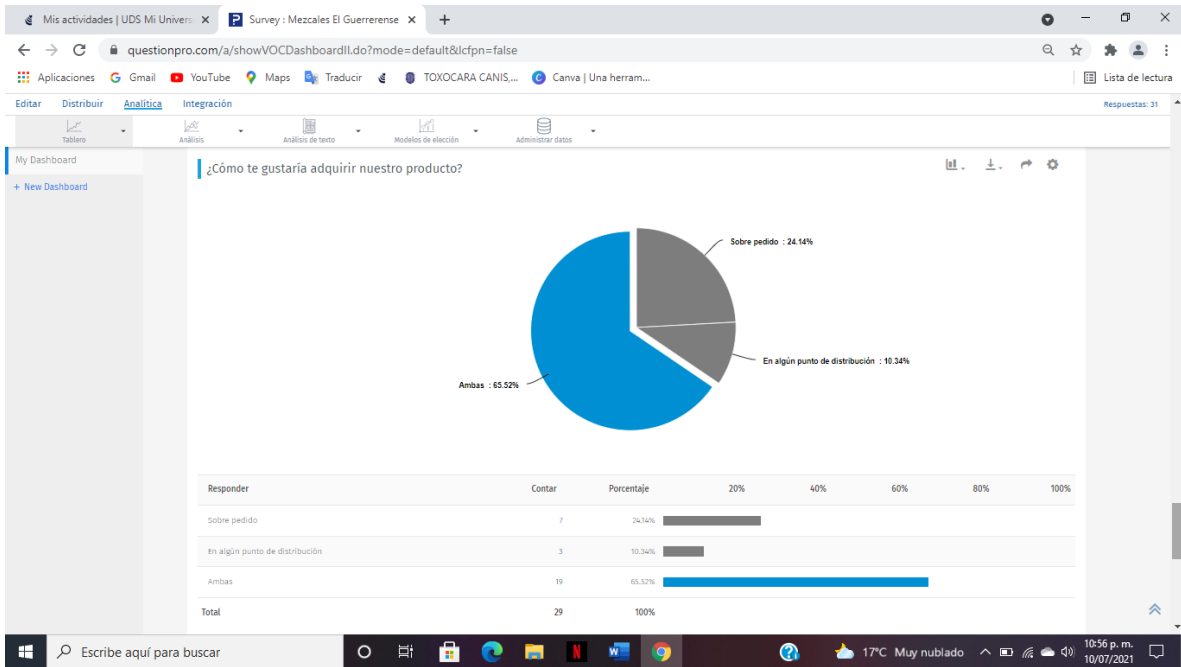 Mis actividades | UDS Mi Univers
Survey : Mezcales El Guerrerense
questionpro.com/a/showVOCDashboardII.do?mode=default&lcfpn=false
Aplicaciones Gmail YouTube Maps Traducir TOXOCARA CANIS,... Canva | Una herram... Lista de lectura
Editar Distribuir Analítica Integración Respuestas: 31
Tablero Análisis Análisis de texto Modelos de elección Administrar datos
My Dashboard
+ New Dashboard
¿Cómo te gustaría adquirir nuestro producto?
Sobre pedido : 24.14%
En algún punto de distribución : 10.34%
Ambas : 65.52%
Responder Contar Porcentaje 20% 40% 60% 80% 100%
Sobre pedido 7 24.14%
En algún punto de distribución 3 10.34%
Ambas 19 65.52%
Total 29 100%
Escribe aquí para buscar 17°C Muy nublado 10:56 p. m.
10/07/2021